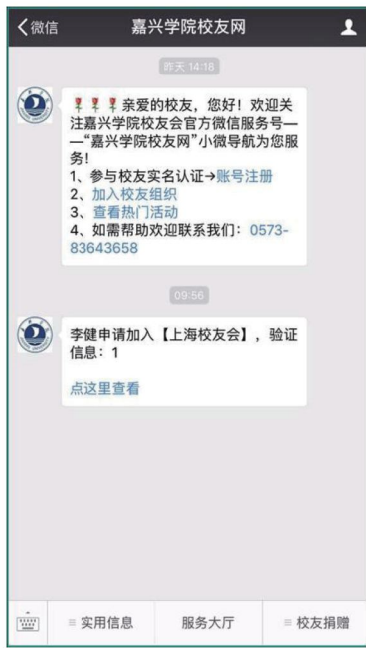 微信
嘉兴学院校友网
昨天 14:18
亲爱的校友，您好！欢迎关
注嘉兴学院校友会官方微信服务号—
—“嘉兴学院校友网”小微导航为您服
务!
1、参与校友实名认证→账号注册
2、加入校友组织
3、查看热门活动
4、如需帮助欢迎联系我们：0573-
83643658
09:56
李健申请加入【上海校友会】，验证
信息：1
点这里查看
实用信息
服务大厅
校友捐赠